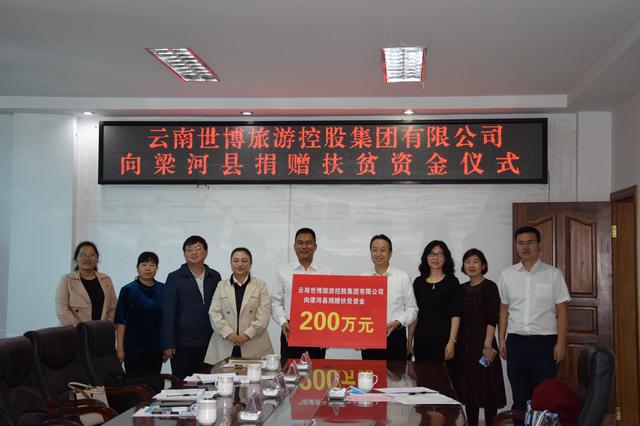 云南世博旅游控股集团有限公司
向梁河县捐赠扶贫资金仪式
云南世博旅游控股集团有限公司
向梁河县捐赠扶贫资金
200万元